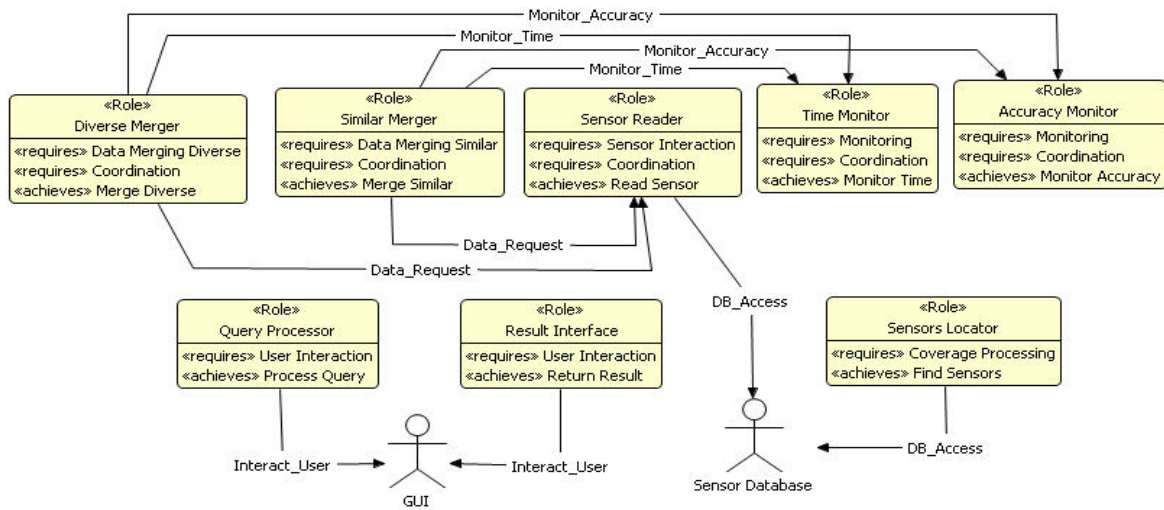 Monitor_Accuracy
Monitor_Time
Monitor_Accuracy
Monitor_Time
«Role»
Diverse Merger
«requires» Data Merging Diverse
«requires» Coordination
«achieves» Merge Diverse
«Role»
Similar Merger
«requires» Data Merging Similar
«requires» Coordination
«achieves» Merge Similar
«Role»
Sensor Reader
«requires» Sensor Interaction
«requires» Coordination
«achieves» Read Sensor
«Role»
Time Monitor
«requires» Monitoring
«requires» Coordination
«achieves» Monitor Time
«Role»
Accuracy Monitor
«requires» Monitoring
«requires» Coordination
«achieves» Monitor Accuracy
Data_Request
Data_Request
DB_Access
«Role»
Query Processor
«requires» User Interaction
«achieves» Process Query
«Role»
Result Interface
«requires» User Interaction
«achieves» Return Result
«Role»
Sensors Locator
«requires» Coverage Processing
«achieves» Find Sensors
Interact_User
Interact_User
DB_Access
GUI
Sensor Database